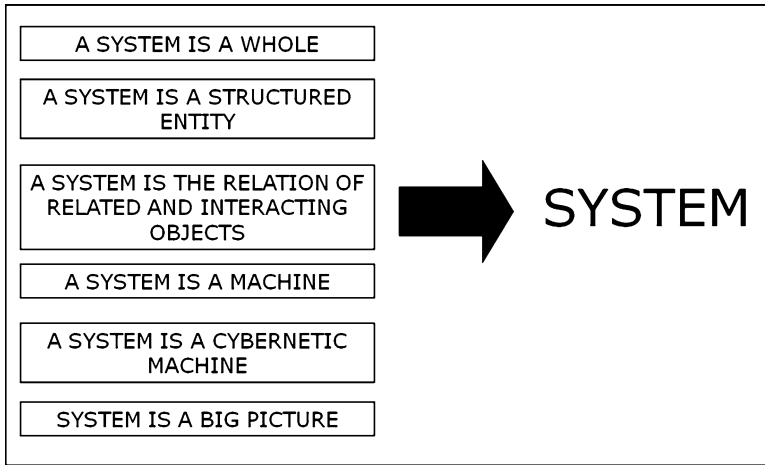 A SYSTEM IS A WHOLE
A SYSTEM IS A STRUCTURED
ENTITY
A SYSTEM IS THE RELATION OF
RELATED AND INTERACTING
OBJECTS
A SYSTEM IS A MACHINE
A SYSTEM IS A CYBERNETIC
MACHINE
SYSTEM IS A BIG PICTURE
SYSTEM